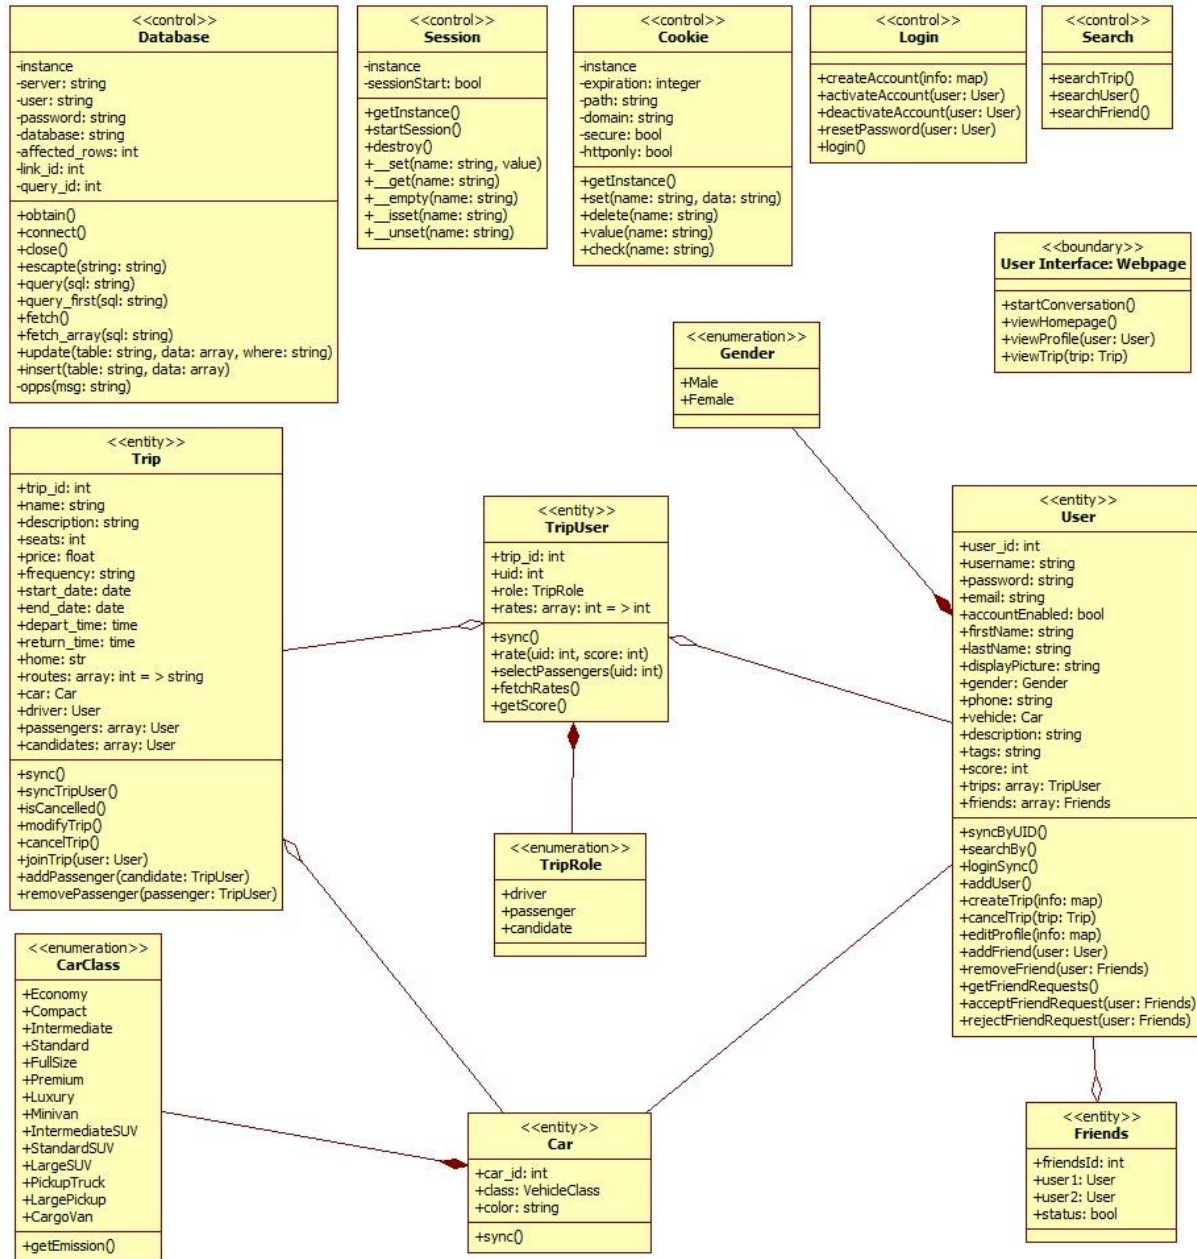 <<control>>
Database
-instance
-server: string
-user: string
-password: string
-database: string
-affected_rows: int
-link_id: int
-query_id: int
+obtain()
+connect()
+close()
+escapte(string: string)
+query(sql: string)
+query_first(sql: string)
+fetch()
+fetch_array(sql: string)
+update(table: string, data: array, where: string)
+insert(table: string, data: array)
-opps(msg: string)
<<control>>
Session
-instance
-sessionStart: bool
+getInstance()
+startSession()
+destroy()
+__set(name: string, value)
+__get(name: string)
+__empty(name: string)
+__isset(name: string)
+__unset(name: string)
<<control>>
Cookie
-instance
-expiration: integer
-path: string
-domain: string
-secure: bool
-httponly: bool
+getInstance()
+set(name: string, data: string)
+delete(name: string)
+value(name: string)
+check(name: string)
<<control>>
Login
+createAccount(info: map)
+activateAccount(user: User)
+deactivateAccount(user: User)
+resetPassword(user: User)
+login()
<<control>>
Search
+searchTrip()
+searchUser()
+searchFriend()
<<boundary>>
User Interface: Webpage
+startConversation()
+viewHomepage()
+viewProfile(user: User)
+viewTrip(trip: Trip)
<<enumeration>>
Gender
+Male
+Female
<<entity>>
Trip
+trip_id: int
+name: string
+description: string
+seats: int
+price: float
+frequency: string
+start_date: date
+end_date: date
+depart_time: time
+return_time: time
+home: str
+routes: array: int = > string
+car: Car
+driver: User
+passengers: array: User
+candidates: array: User
+sync()
+syncTripUser()
+isCancelled()
+modifyTrip()
+cancelTrip()
+joinTrip(user: User)
+addPassenger(candidate: TripUser)
+removePassenger(passenger: TripUser)
<<entity>>
TripUser
+trip_id: int
+uid: int
+role: TripRole
+rates: array: int = > int
+sync()
+rate(uid: int, score: int)
+selectPassengers(uid: int)
+fetchRates()
+getScore()
<<entity>>
User
+user_id: int
+username: string
+password: string
+email: string
+accountEnabled: bool
+firstName: string
+lastName: string
+displayPicture: string
+gender: Gender
+phone: string
+vehicle: Car
+description: string
+tags: string
+score: int
+trips: array: TripUser
+friends: array: Friends
+syncByUID()
+searchBy()
+loginSync()
+addUser()
+createTrip(info: map)
+cancelTrip(trip: Trip)
+editProfile(info: map)
+addFriend(user: User)
+removeFriend(user: Friends)
+getFriendRequests()
+acceptFriendRequest(user: Friends)
+rejectFriendRequest(user: Friends)
<<enumeration>>
TripRole
+driver
+passenger
+candidate
<<enumeration>>
CarClass
+Economy
+Compact
+Intermediate
+Standard
+FullSize
+Premium
+Luxury
+Minivan
+IntermediateSUV
+StandardSUV
+LargeSUV
+PickupTruck
+LargePickup
+CargoVan
+getEmission()
<<entity>>
Car
+car_id: int
+class: VehicleClass
+color: string
+sync()
<<entity>>
Friends
+friendsId: int
+user1: User
+user2: User
+status: bool